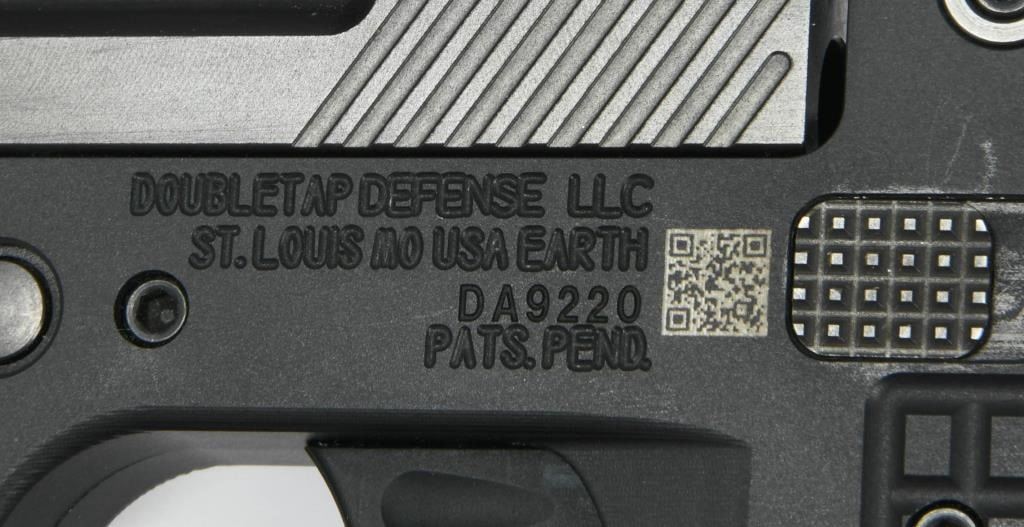 DOUBLETAP DEFENSE LLC
ST. LOUIS MO USA EARTH
DA9220
PATS. PEND.